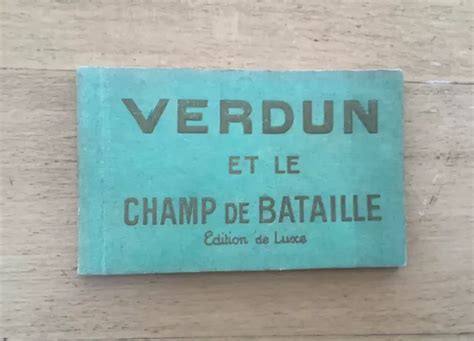 VERDUN
ET LE
CHAMP DE BATAILLE
Edition de Luxe